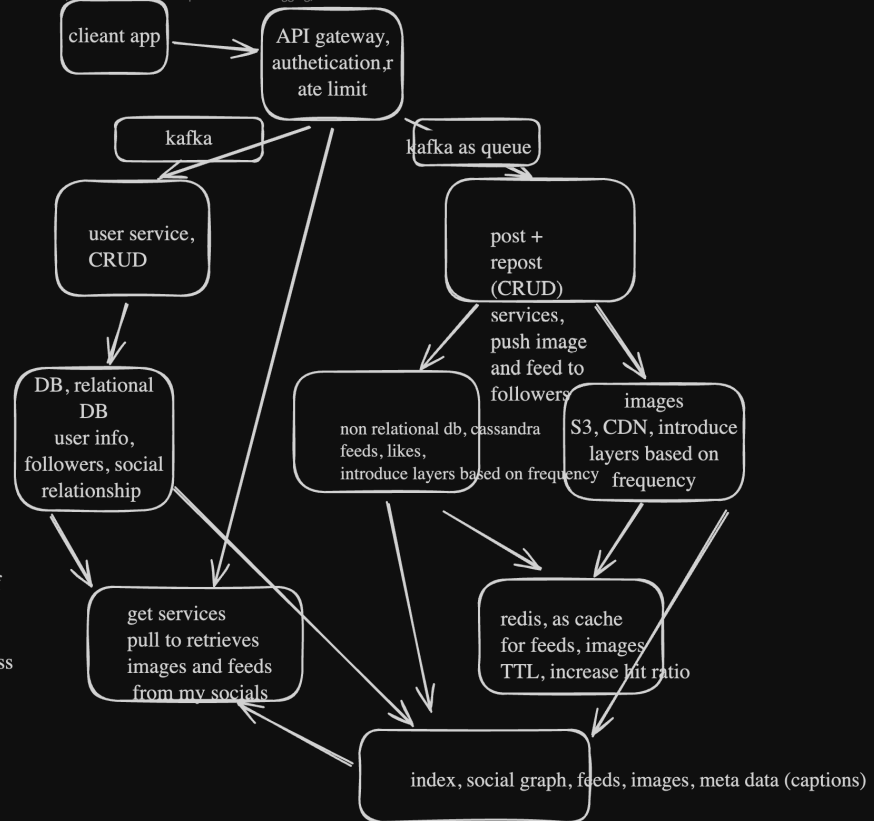 clieant app
API gateway,
authetication,r
ate limit
kafka
kafka as queue
user service,
CRUD
post +
repost
(CRUD)
services,
push image
and feed to
followers
DB, relational
DB
user info,
followers, social
relationship
non relational db, cassandra
feeds, likes,
introduce layers based on frequency
images
S3, CDN, introduce
layers based on
frequency
get services
pull to retrieves
images and feeds
from my socials
redis, as cache
for feeds, images
TTL, increase hit ratio
ss
index, social graph, feeds, images, meta data (captions)